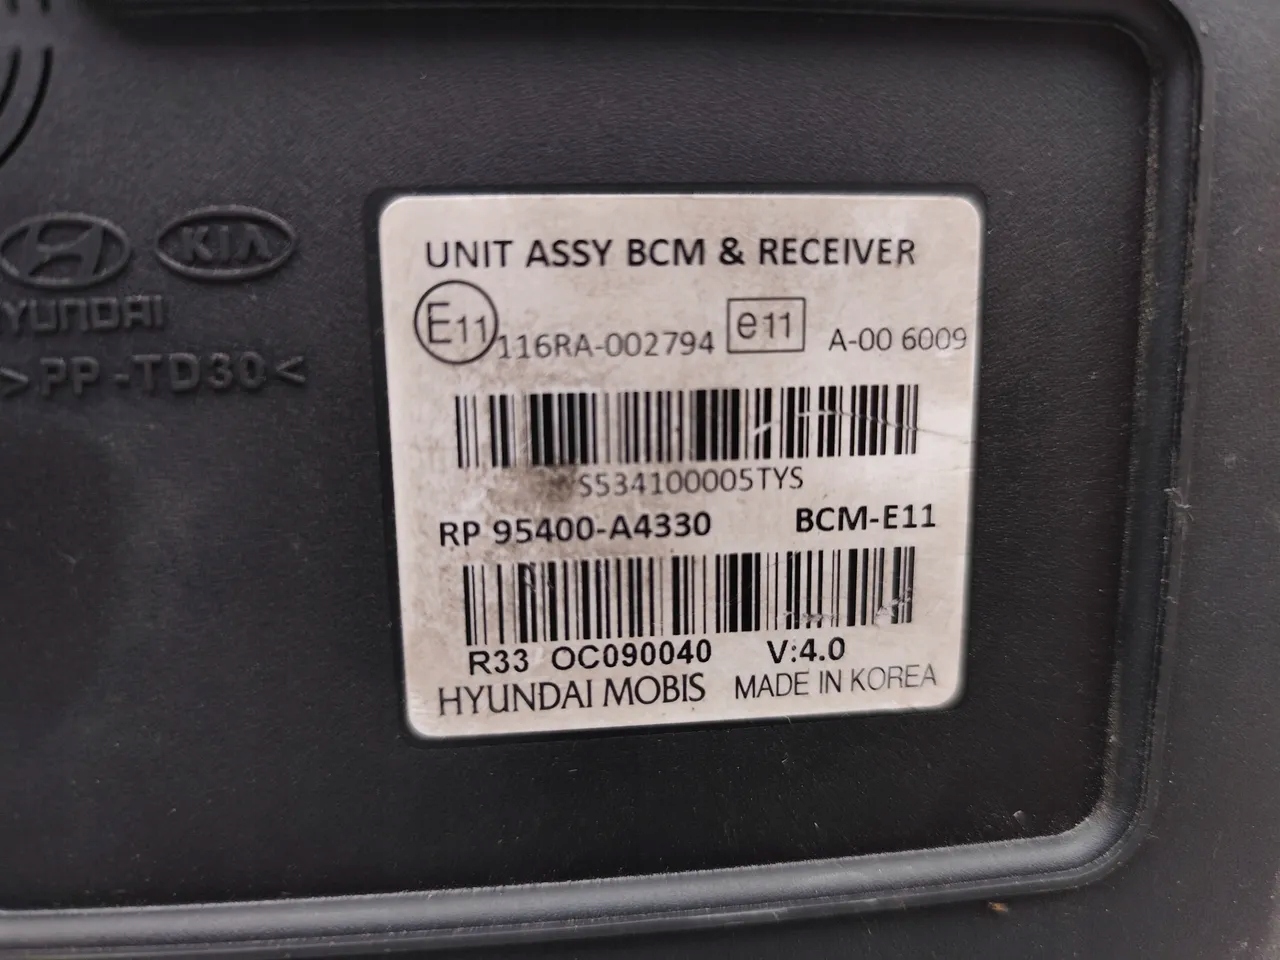 KIA
HYUNDAI
>PP-TD30<
UNIT ASSY BCM & RECEIVER
E11 116RA-002794 e11 A-00 6009
S534100005TYS
RP 95400-A4330 BCM-E11
R33 OC090040 V:4.0
HYUNDAI MOBIS MADE IN KOREA